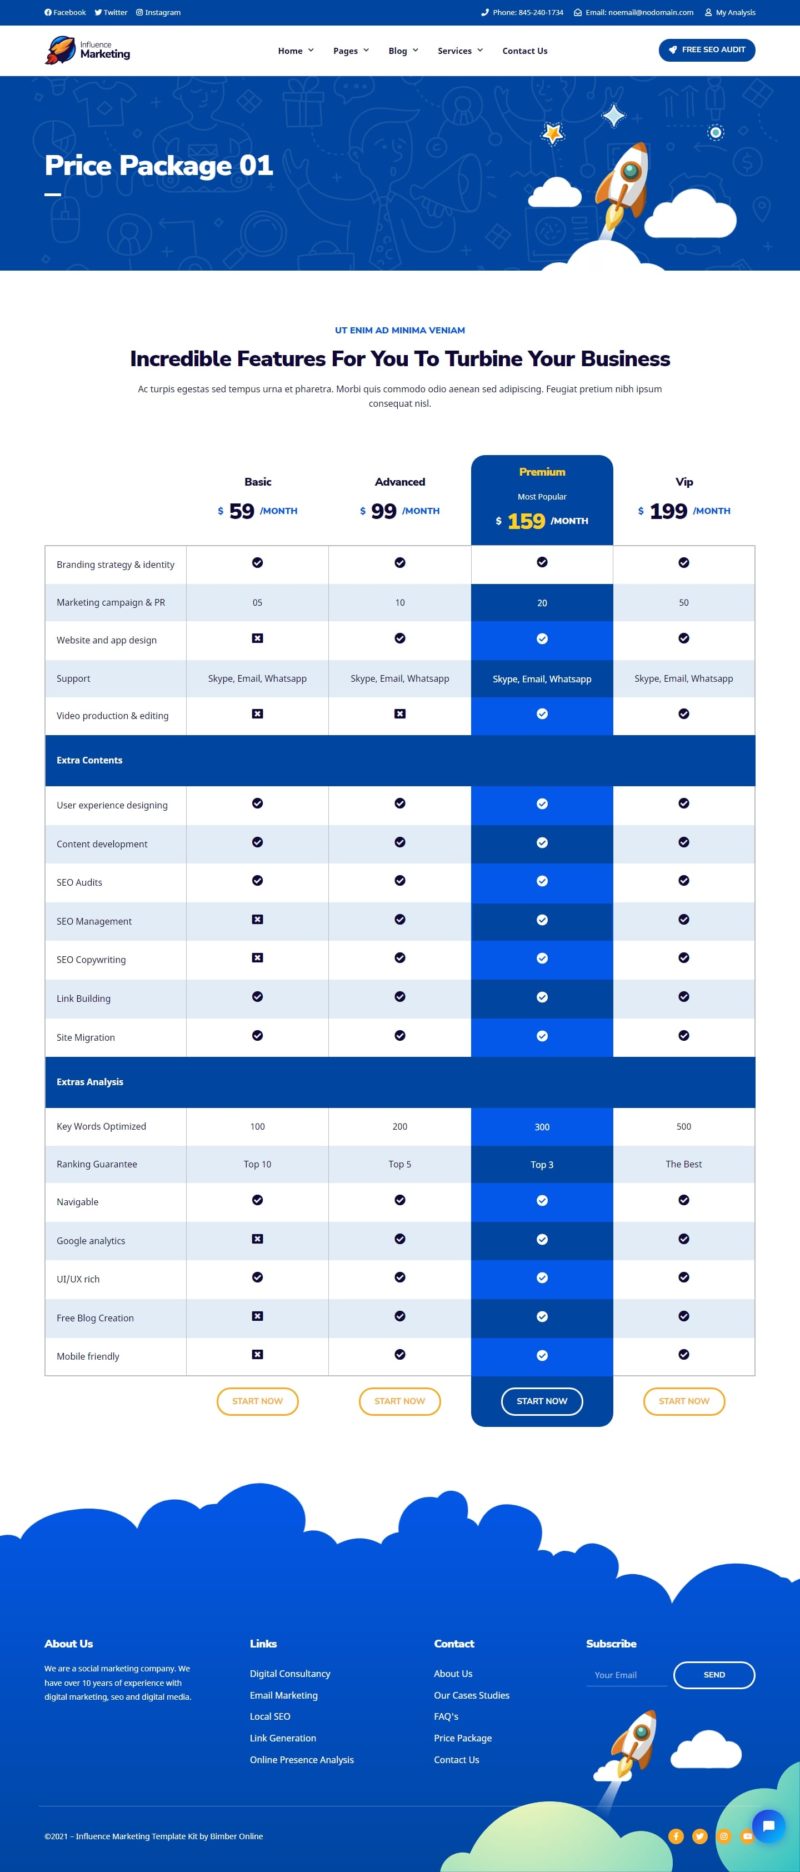 Facebook Twitter Instagram Phone: 845-240-1734 Email: noemail@nodomain.com My Analysis
Influence
Marketing
Home Pages Blog Services Contact Us FREE SEO AUDIT
Price Package 01
UT ENIM AD MINIMA VENIAM
Incredible Features For You To Turbine Your Business
Ac turpis egestas sed tempus urna et pharetra. Morbi quis commodo odio aenean sed adipiscing. Feugiat pretium nibh ipsum
consequat nisl.
Basic Advanced Premium Vip
Most Popular
$ 59 /MONTH $ 99 /MONTH $ 159 /MONTH $ 199 /MONTH
Branding strategy & identity
Marketing campaign & PR 05 10 20 50
Website and app design
Support Skype, Email, Whatsapp Skype, Email, Whatsapp Skype, Email, Whatsapp Skype, Email, Whatsapp
Video production & editing
Extra Contents
User experience designing
Content development
SEO Audits
SEO Management
SEO Copywriting
Link Building
Site Migration
Extras Analysis
Key Words Optimized 100 200 300 500
Ranking Guarantee Top 10 Top 5 Top 3 The Best
Navigable
Google analytics
UI/UX rich
Free Blog Creation
Mobile friendly
START NOW START NOW START NOW START NOW
About Us
We are a social marketing company. We
have over 10 years of experience with
digital marketing, seo and digital media.
Links
Digital Consultancy
Email Marketing
Local SEO
Link Generation
Online Presence Analysis
Contact
About Us
Our Cases Studies
FAQ's
Price Package
Contact Us
Subscribe
Your Email SEND
©2021 - Influence Marketing Template Kit by Bimber Online